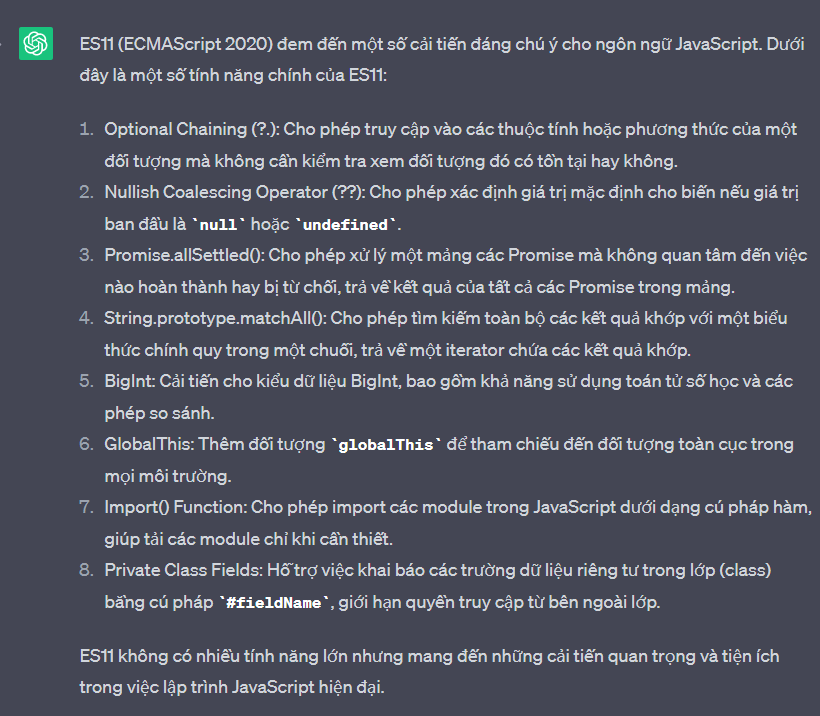 ES11 (ECMAScript 2020) đem đến một số cải tiến đáng chú ý cho ngôn ngữ JavaScript. Dưới
đây là một số tính năng chính của ES11:
1. Optional Chaining (?.): Cho phép truy cập vào các thuộc tính hoặc phương thức của một
đối tượng mà không cần kiểm tra xem đối tượng đó có tồn tại hay không.
2. Nullish Coalescing Operator (??): Cho phép xác định giá trị mặc định cho biến nếu giá trị
ban đầu là `null` hoặc `undefined`.
3. Promise.allSettled(): Cho phép xử lý một mảng các Promise mà không quan tâm đến việc
nào hoàn thành hay bị từ chối, trả về kết quả của tất cả các Promise trong mảng.
4. String.prototype.matchAll(): Cho phép tìm kiếm toàn bộ các kết quả khớp với một biểu
thức chính quy trong một chuỗi, trả về một iterator chứa các kết quả khớp.
5. BigInt: Cải tiến cho kiểu dữ liệu BigInt, bao gồm khả năng sử dụng toán tử số học và các
phép so sánh.
6. GlobalThis: Thêm đối tượng `globalThis` để tham chiếu đến đối tượng toàn cục trong
mọi môi trường.
7. Import() Function: Cho phép import các module trong JavaScript dưới dạng cú pháp hàm,
giúp tải các module chỉ khi cần thiết.
8. Private Class Fields: Hỗ trợ việc khai báo các trường dữ liệu riêng tư trong lớp (class)
bằng cú pháp `#fieldName`, giới hạn quyền truy cập từ bên ngoài lớp.
ES11 không có nhiều tính năng lớn nhưng mang đến những cải tiến quan trọng và tiện ích
trong việc lập trình JavaScript hiện đại.